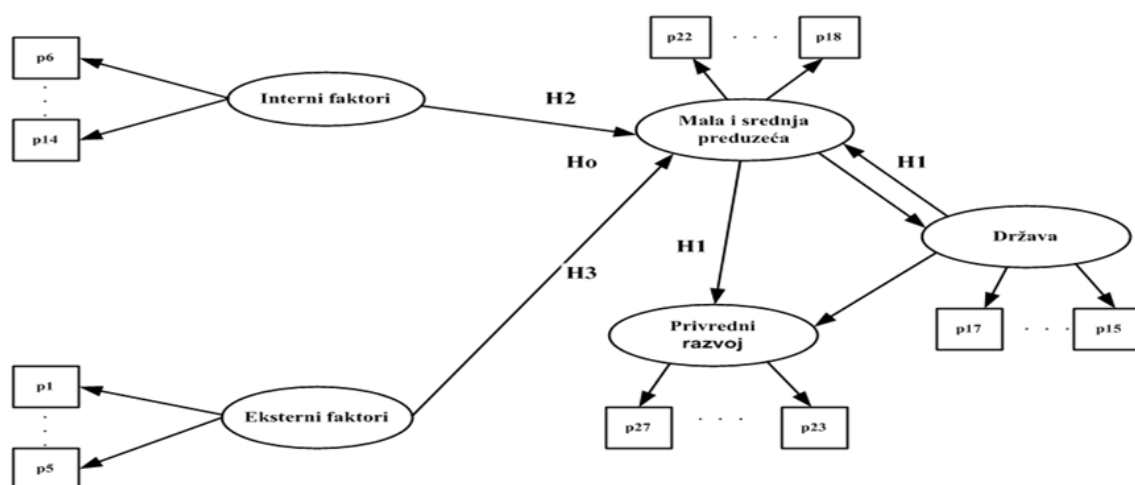 p22 · · · · p18
p6
Interni faktori
H2
Mala i srednja
preduzeća
p14
Ho
H1
Država
H3
H1
Privredni
razvoj
p17 · · · p15
p1
Eksterni faktori
p27 · · · · p23
p5